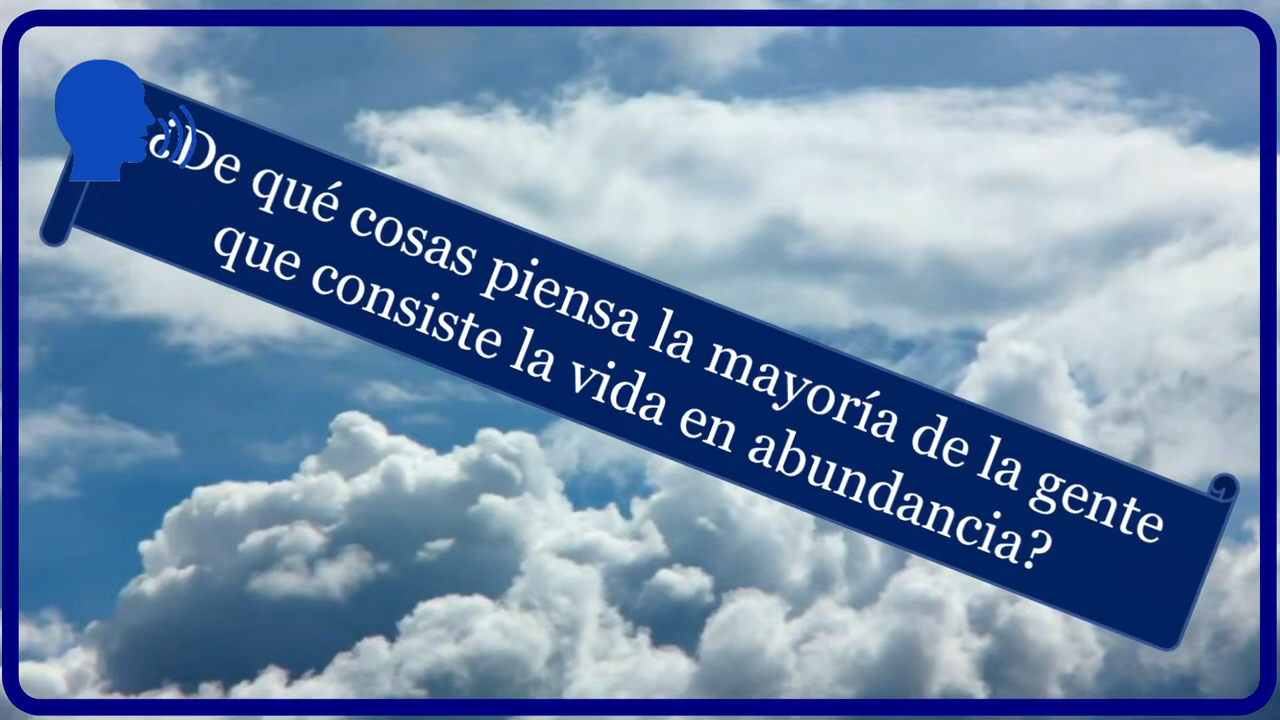 ¿De qué cosas piensa la mayoría de la gente
que consiste la vida en abundancia?